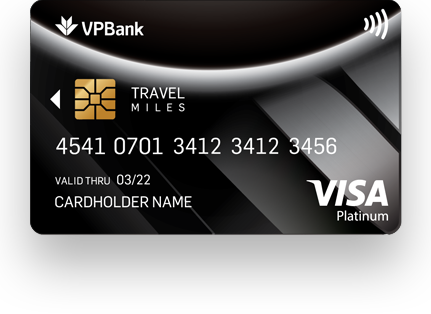 VPBank
TRAVEL
MILES
4541 0701 3412 3412 3456
VALID THRU 03/22
CARDHOLDER NAME
VISA
Platinum